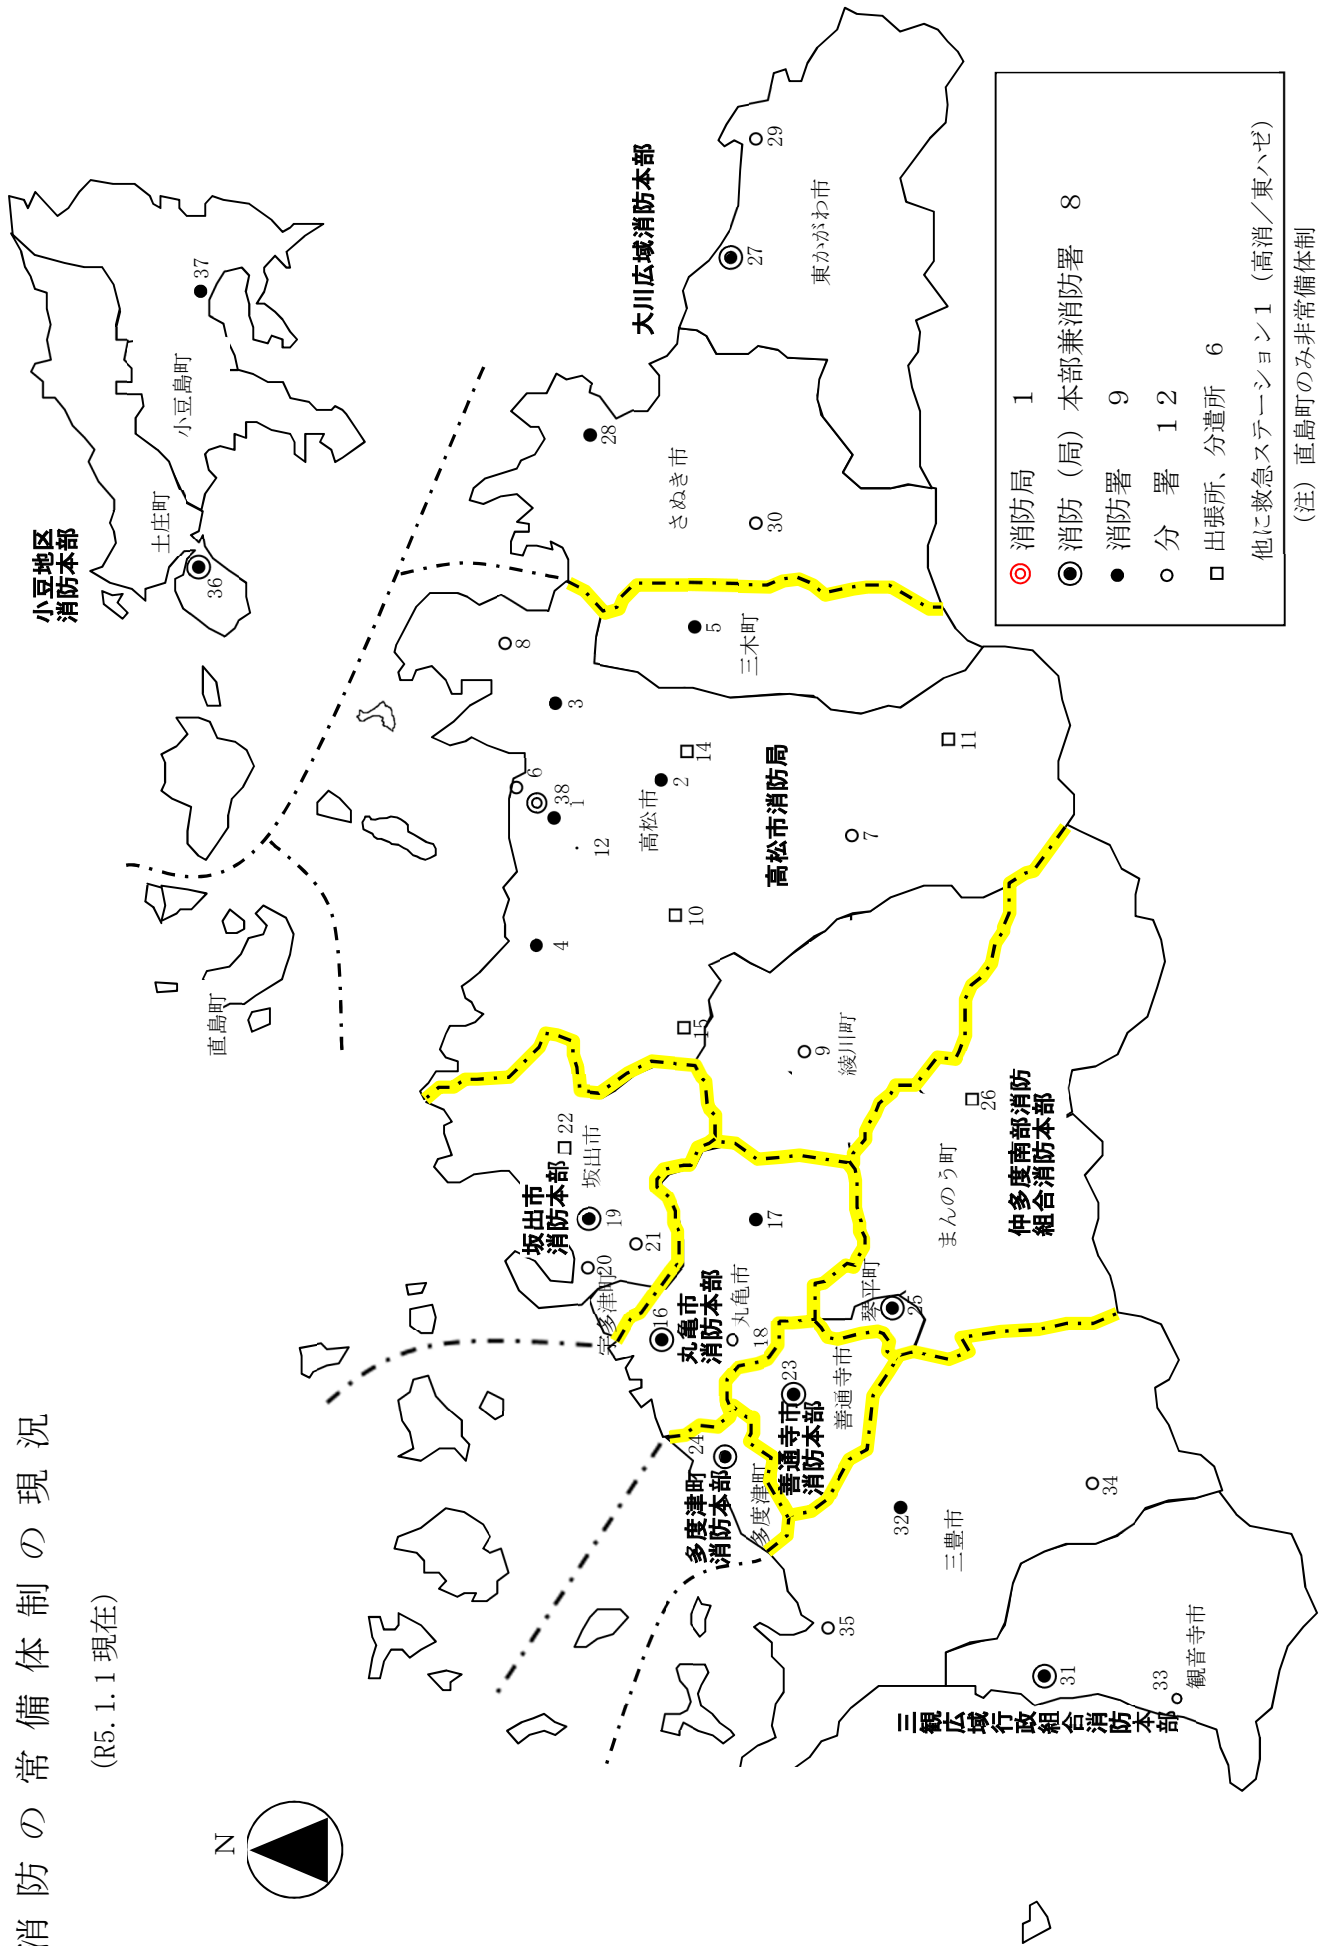 消防の常備体制の現況
(R5.1.1 現在)
N
小豆地区
消防本部
土庄町
36
小豆島町
37
直島町
大川広域消防本部
29
27
東かがわ市
28
さぬき市
30
8
5
三木町
3
6
38
1
14
2
高松市
12
高松市消防局
11
7
10
4
15
9
綾川町
22
坂出市
坂出市
消防本部
19
21
20
宇多津町
16
丸亀市
消防本部
丸亀市
17
18
26
まんのう町
仲多度南部消防
組合消防本部
琴平町
25
23
善通寺市
善通寺市
消防本部
24
多度津町
消防本部
多度津町
32
三豊市
34
35
31
33
観音寺市
三観広域行政組合消防本部
消防局 1
消防(局)本部兼消防署 8
消防署 9
分 署 12
出張所、分遣所 6
他に救急ステーション1(高消/東ハゼ)
(注)直島町のみ非常備体制